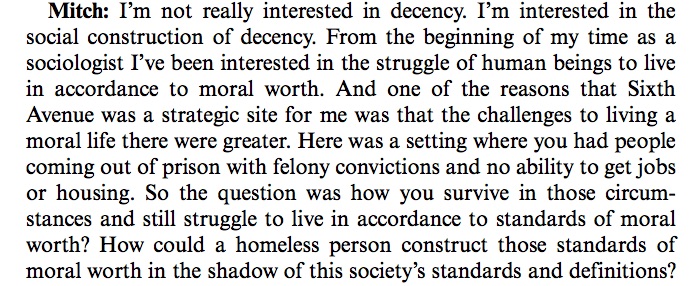 Mitch: I’m not really interested in decency. I’m interested in the
social construction of decency. From the beginning of my time as a
sociologist I’ve been interested in the struggle of human beings to live
in accordance to moral worth. And one of the reasons that Sixth
Avenue was a strategic site for me was that the challenges to living a
moral life there were greater. Here was a setting where you had people
coming out of prison with felony convictions and no ability to get jobs
or housing. So the question was how you survive in those circum-
stances and still struggle to live in accordance to standards of moral
worth? How could a homeless person construct those standards of
moral worth in the shadow of this society’s standards and definitions?